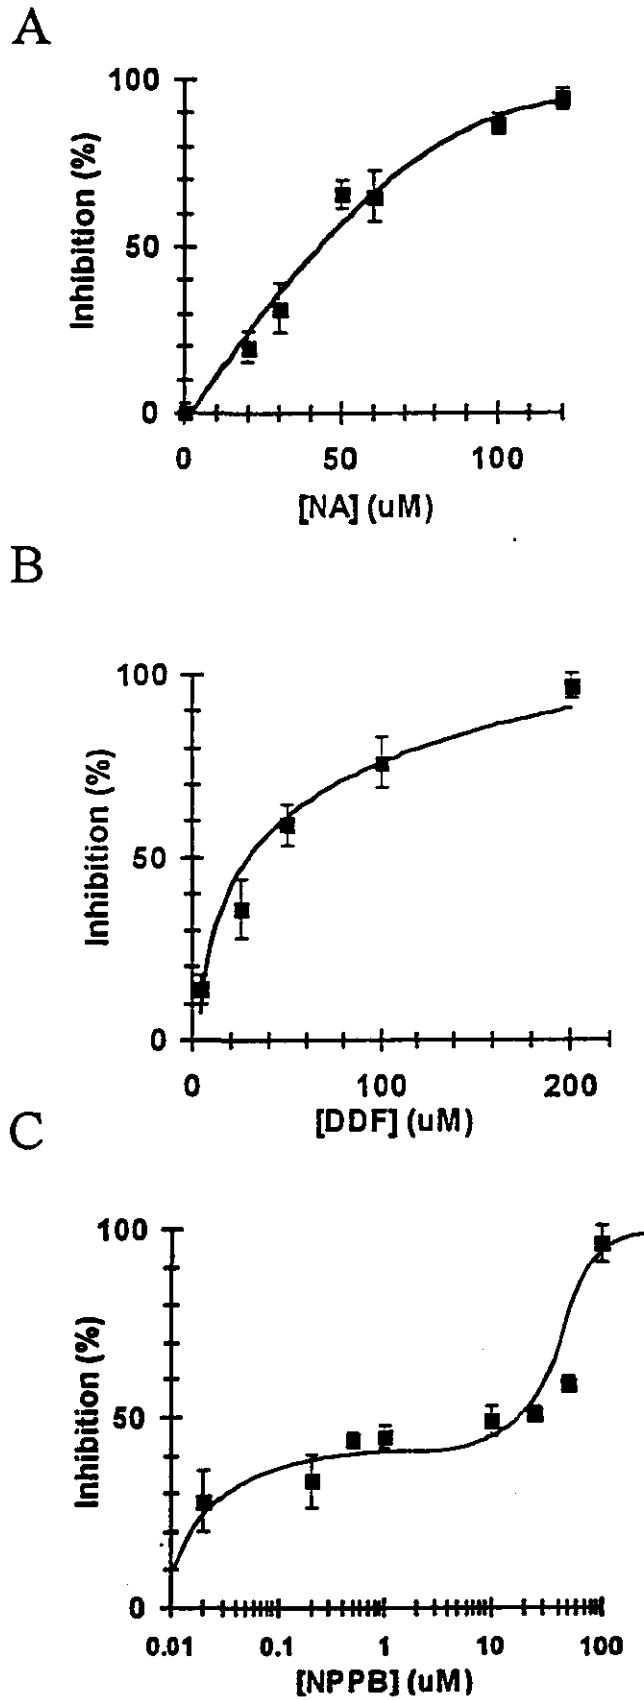 A
100
50
0
Inhibition (%)
0 50 100
[NA] (uM)
B
100
50
0
Inhibition (%)
0 100 200
[DDF] (uM)
C
100
50
0
Inhibition (%)
0.01 0.1 1 10 100
[NPPB] (uM)